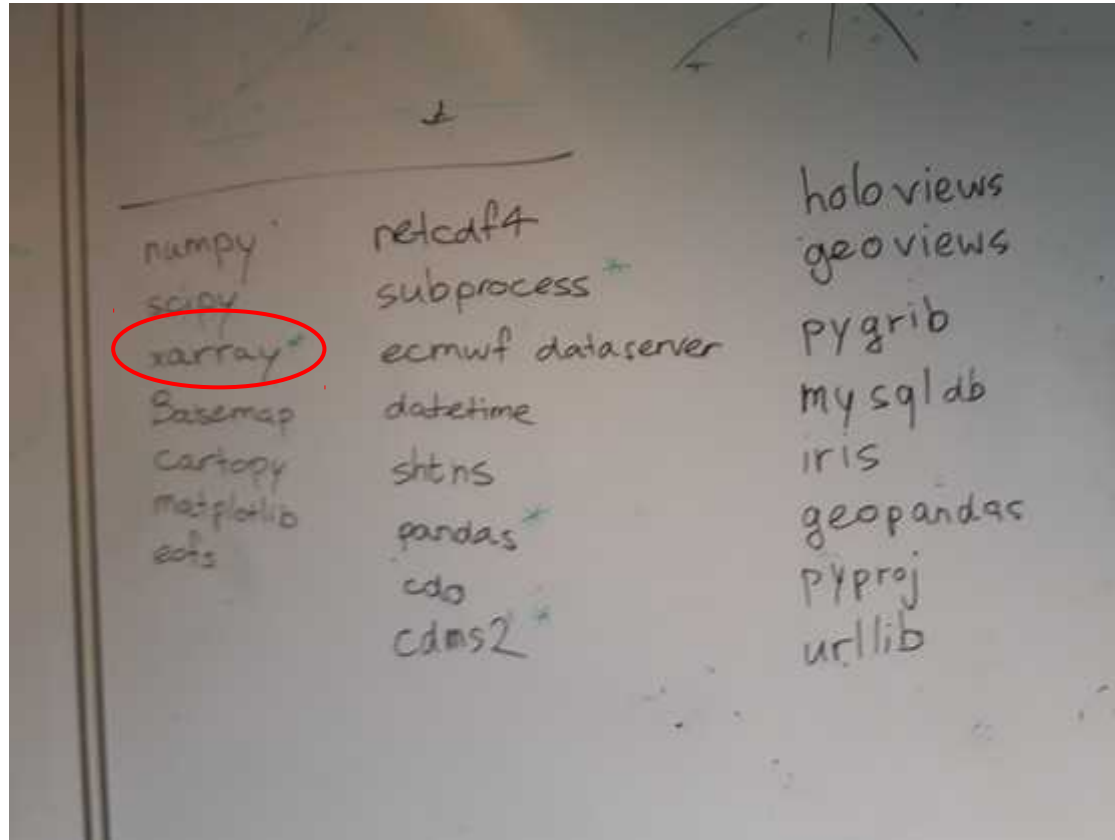 numpy
scipy
xarray*
Basemap
cartopy
matplotlib
eofs
netcdf4
subprocess*
ecmwf dataserver
datetime
shtns
pandas*
cdo
cdms2*
holoviews
geoviews
pygrib
mysqldb
iris
geopandas
pyproj
urllib